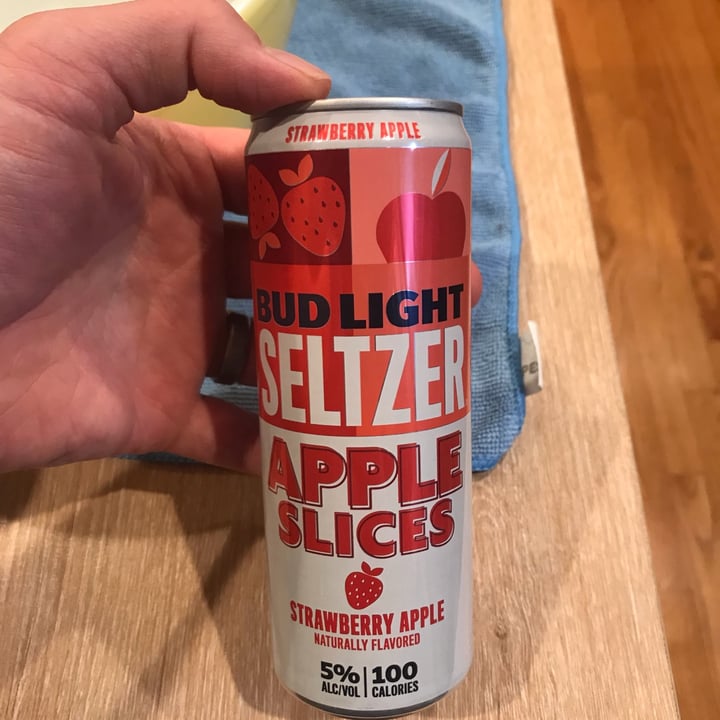 STRAWBERRY APPLE
BUD LIGHT
SELTZER
APPLE
SLICES
STRAWBERRY APPLE
NATURALLY FLAVORED
5% 100
ALC/VOL CALORIES